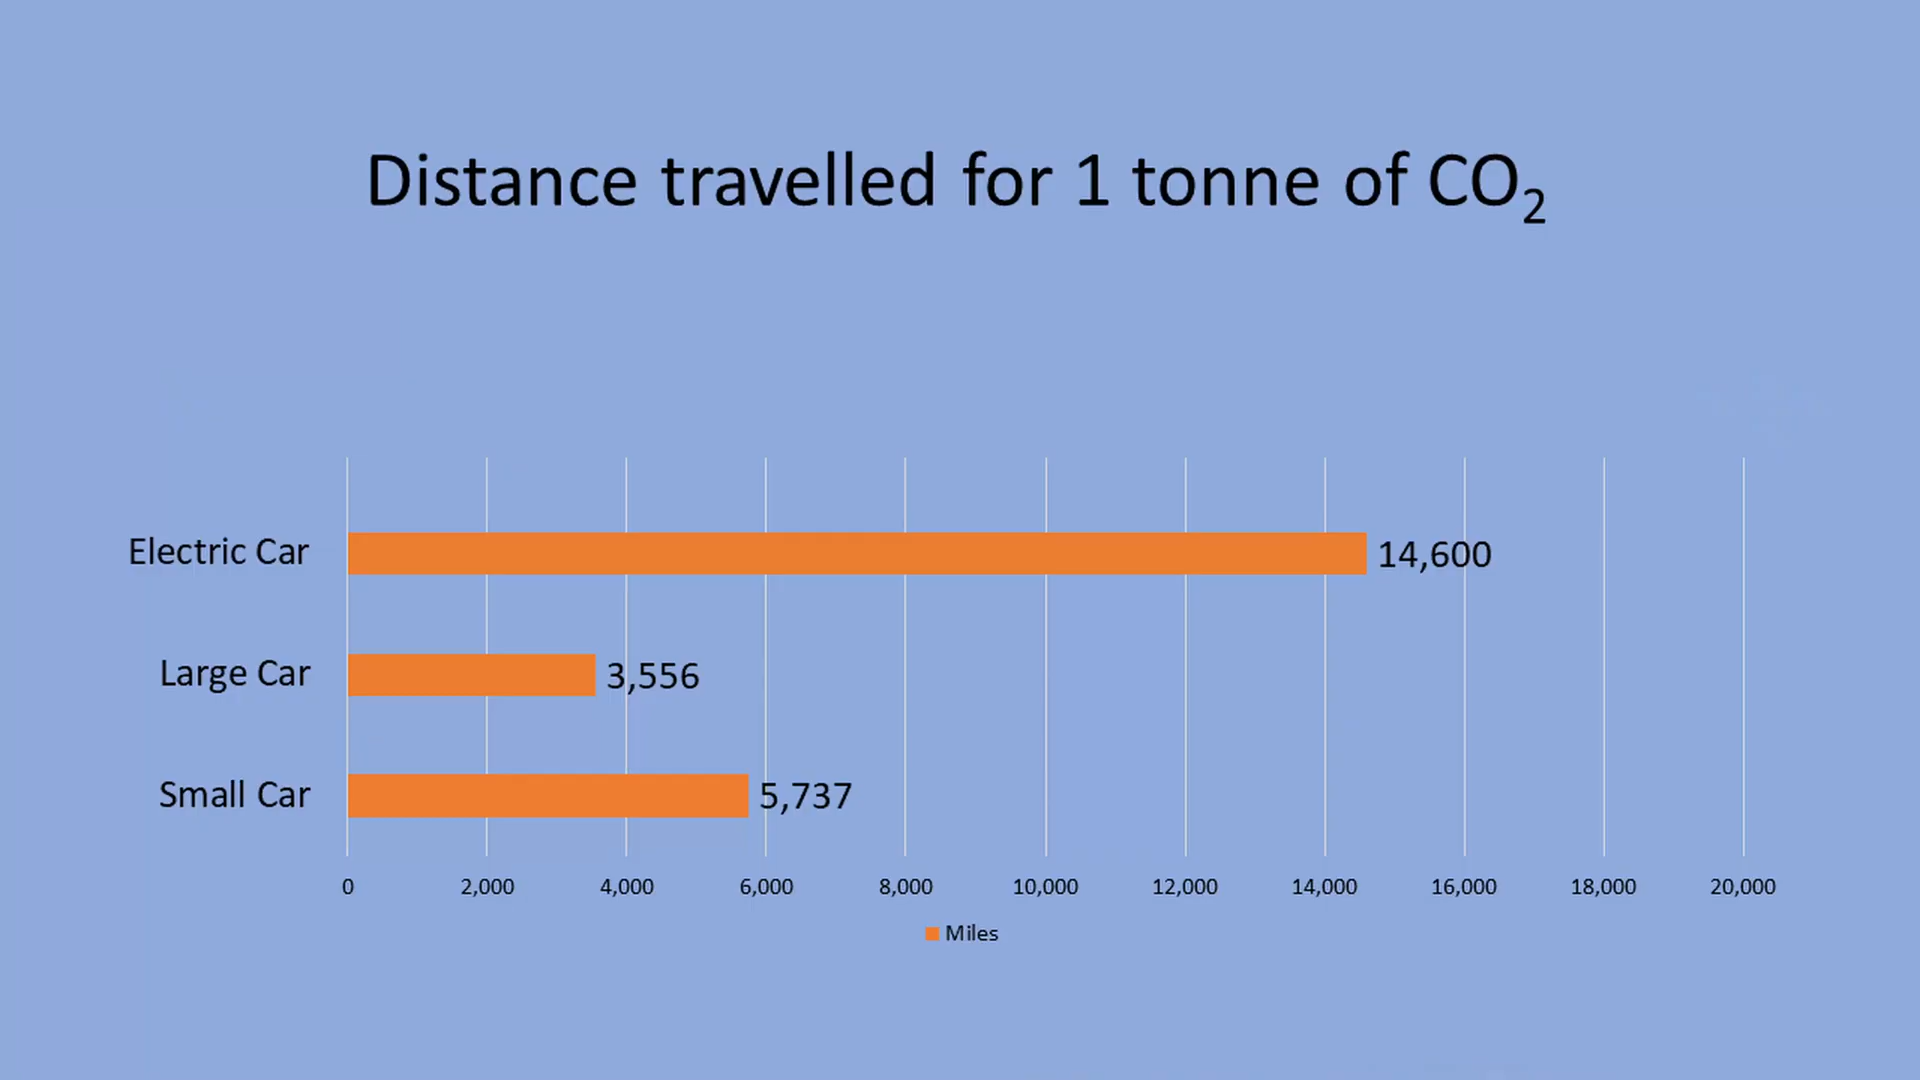 Distance travelled for 1 tonne of CO₂
Electric Car 14,600
Large Car 3,556
Small Car 5,737
0 2,000 4,000 6,000 8,000 10,000 12,000 14,000 16,000 18,000 20,000
Miles